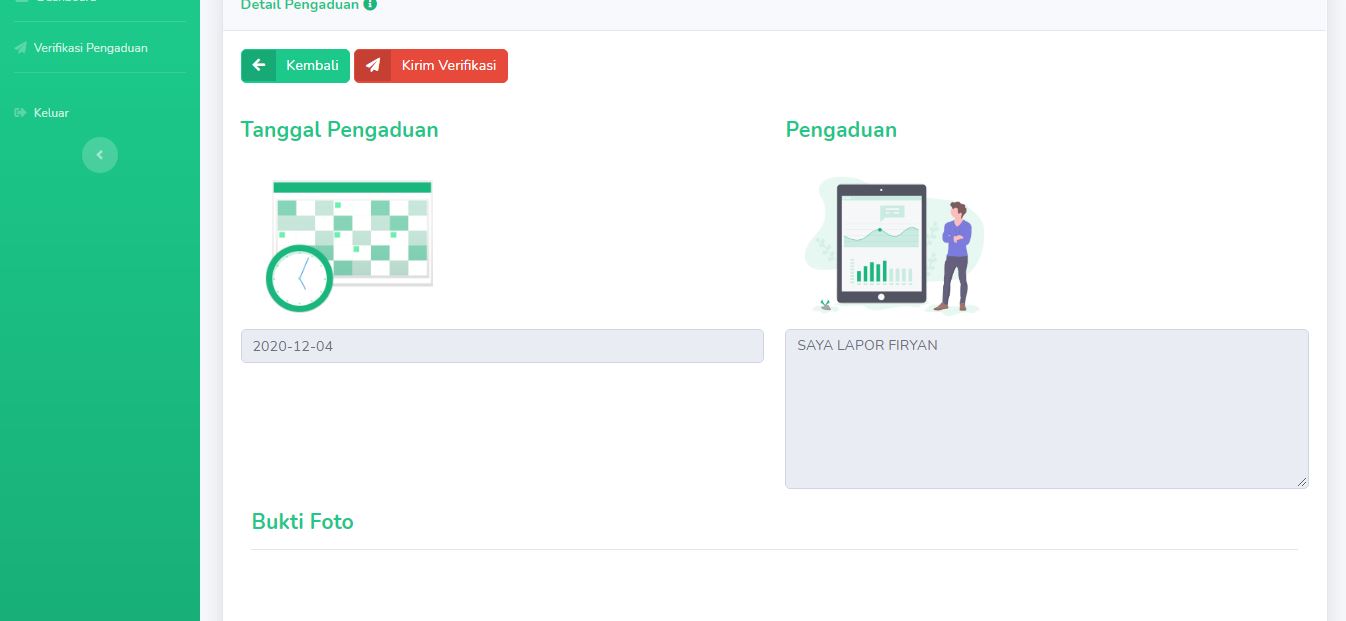 Detail Pengaduan
Verifikasi Pengaduan
Keluar
Kembali
Kirim Verifikasi
Tanggal Pengaduan
Pengaduan
2020-12-04
SAYA LAPOR FIRYAN
Bukti Foto